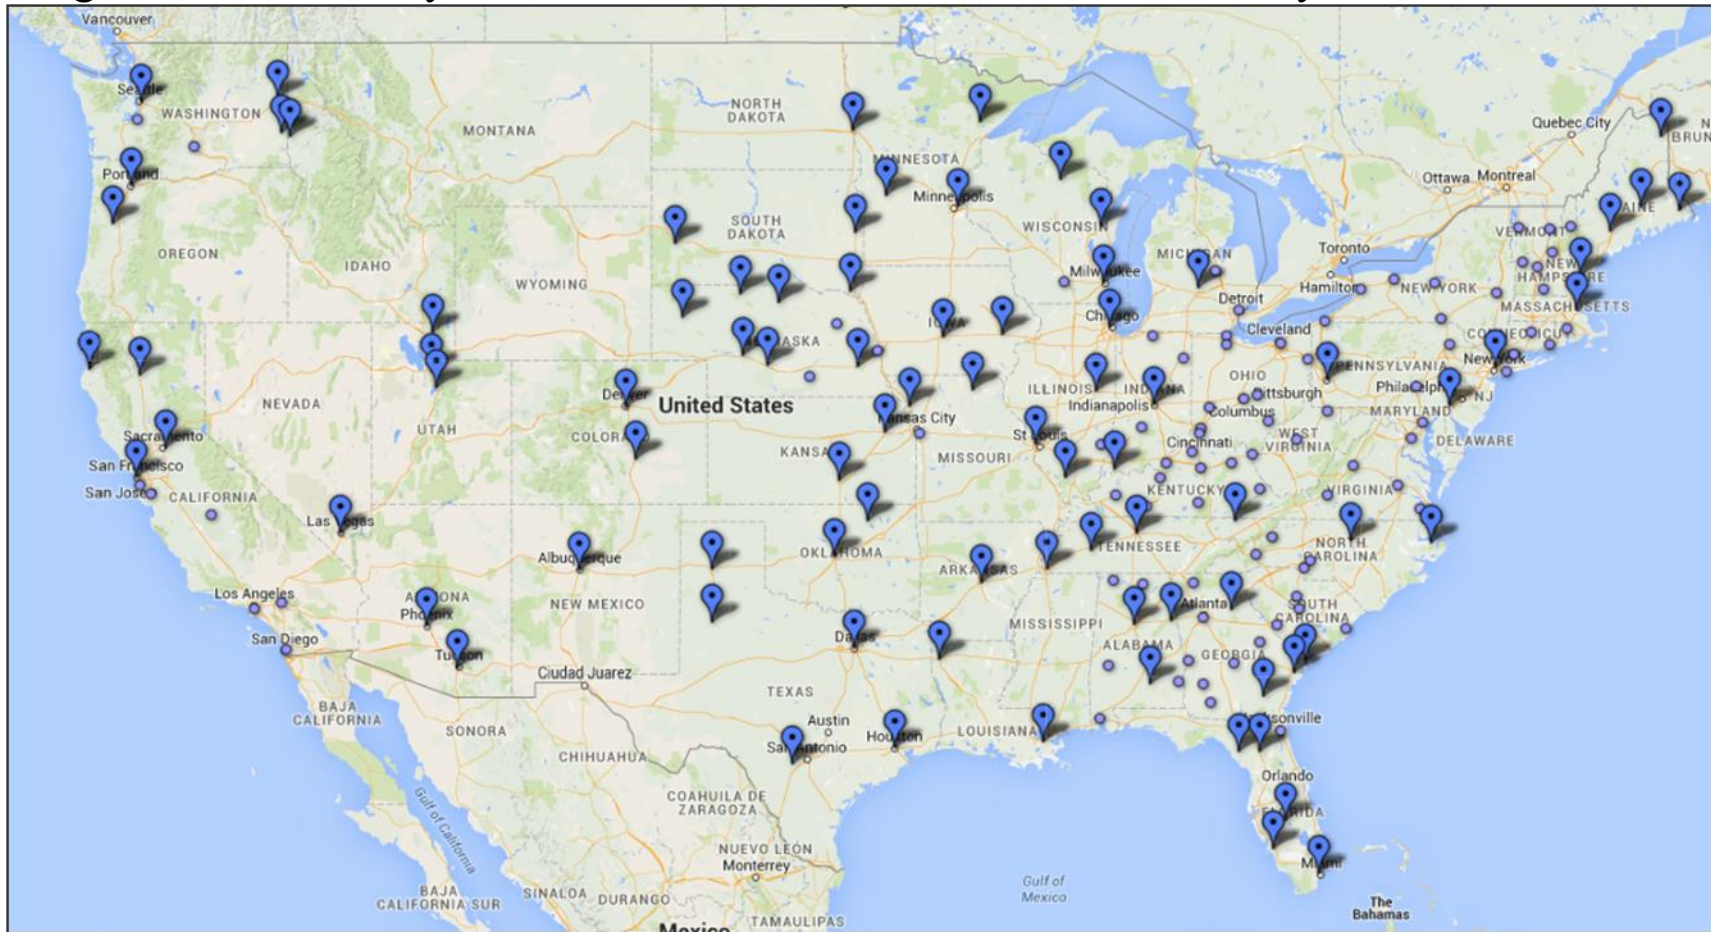 Vancouver
Seattle
WASHINGTON
MONTANA
NORTH
DAKOTA
MINNESOTA
Minneapolis
Quebec City
Ottawa
Montreal
Portland
OREGON
IDAHO
WYOMING
SOUTH
DAKOTA
WISCONSIN
MICHIGAN
Toronto
Hamilton
VERMONT
MAINE
NEW
HAMPSHIRE
NEW YORK
MASSACHUSETTS
Milwaukee
Detroit
Chicago
Cleveland
CONNECTICUT
New York
IOWA
NEBRASKA
PENNSYLVANIA
Philadelphia
NJ
ILLINOIS
INDIANA
OHIO
Pittsburgh
Indianapolis
Columbus
MARYLAND
DELAWARE
NEVADA
UTAH
Denver
United States
COLORADO
KANSAS
Kansas City
MISSOURI
St Louis
Cincinnati
WEST
VIRGINIA
Sacramento
San Francisco
San Jose
CALIFORNIA
Las Vegas
KENTUCKY
VIRGINIA
Albuquerque
OKLAHOMA
ARKANSAS
TENNESSEE
NORTH
CAROLINA
Los Angeles
ARIZONA
Phoenix
NEW MEXICO
MISSISSIPPI
Atlanta
SOUTH
CAROLINA
San Diego
Tucson
Ciudad Juarez
Dallas
ALABAMA
GEORGIA
TEXAS
BAJA
CALIFORNIA
SONORA
CHIHUAHUA
Austin
San Antonio
Houston
LOUISIANA
Jacksonville
Orlando
FLORIDA
Miami
Gulf of California
COAHUILA DE
ZARAGOZA
NUEVO LEÓN
Monterrey
Gulf of
Mexico
BAJA
CALIFORNIA SUR
SINALOA
DURANGO
TAMAULIPAS
Mexico
The
Bahamas